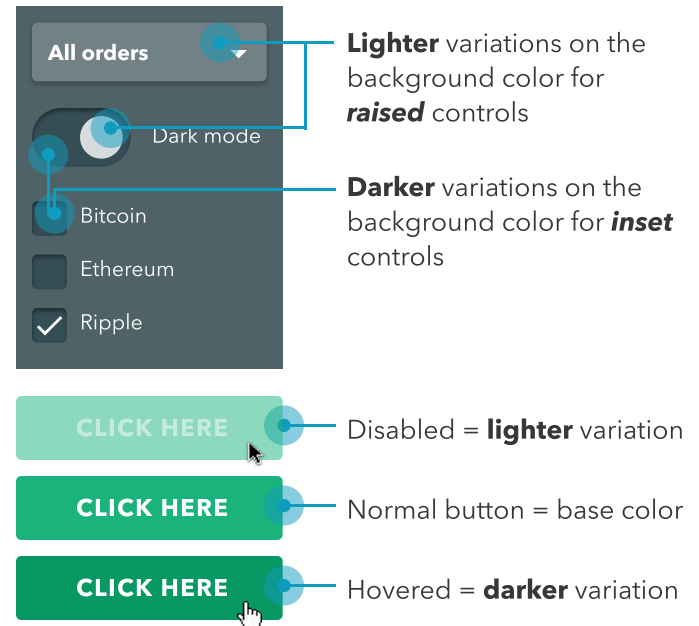 All orders
Dark mode
Bitcoin
Ethereum
Ripple
Lighter variations on the
background color for
raised controls
Darker variations on the
background color for inset
controls
CLICK HERE
Disabled = lighter variation
CLICK HERE
Normal button = base color
CLICK HERE
Hovered = darker variation